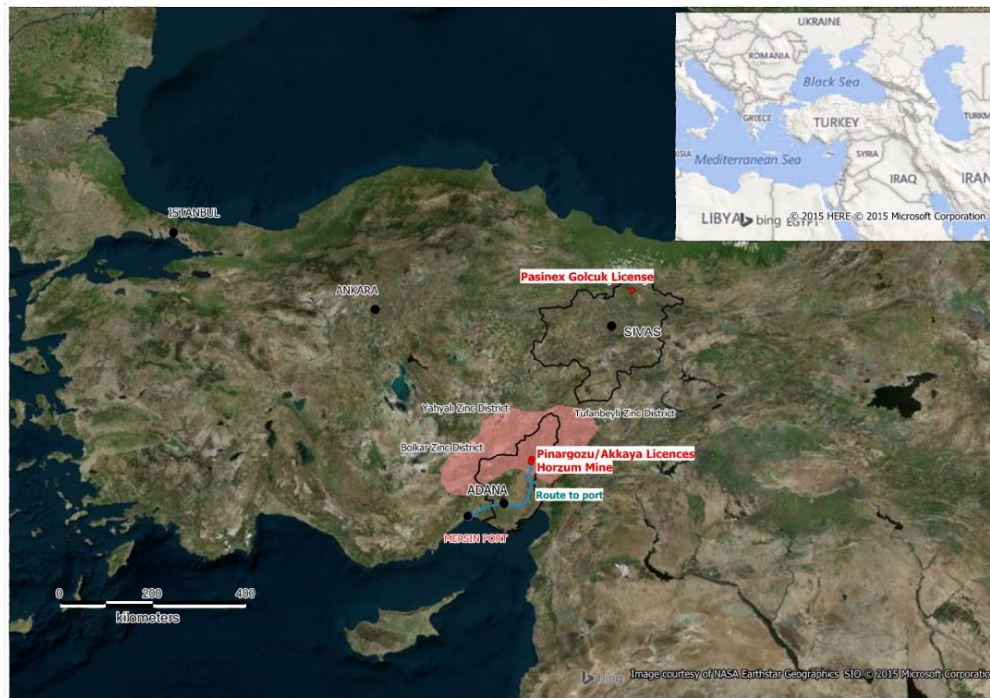 UKRAINE
ROMANIA
Black Sea
GREECE
TURKEY
SYRIA
Mediterranean Sea
IRAQ
IRAN
LIBYA
bing
EGYPT
© 2015 HERE © 2015 Microsoft Corporation
ISTANBUL
Pasinex Golcuk License
ANKARA
SIVAS
Yahyali Zinc District
Tufanbeyli Zinc District
Bolkar Zinc District
Pinargozu/Akkaya Licences
Horzum Mine
ADANA
Route to port
MERSIN PORT
0 200 400
kilometers
bing
Image courtesy of NASA Earthstar Geographics SIO © 2015 Microsoft Corporatio